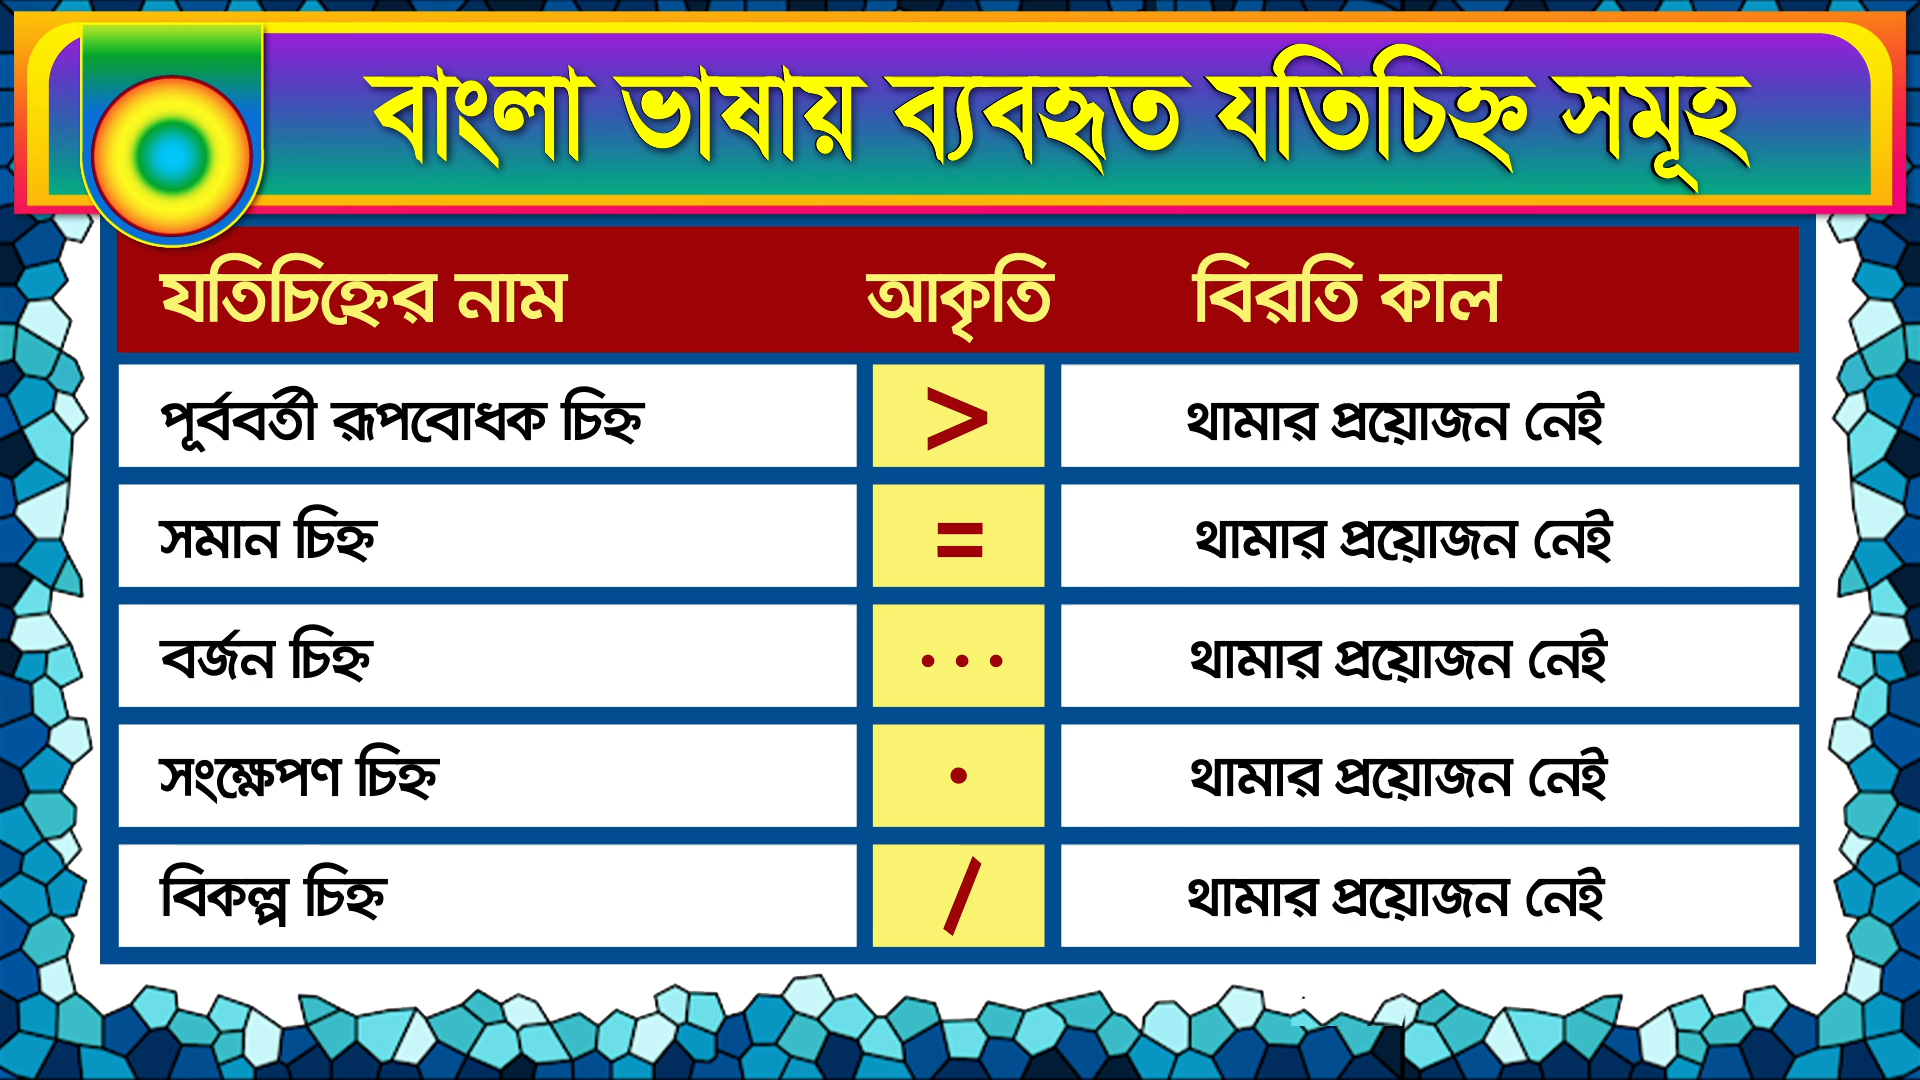 বাংলা ভাষায় ব্যবহৃত যতিচিহ্ন সমূহ
যতিচিহ্নের নাম আকৃতি বিরতি কাল
পূর্ববর্তী রূপবোধক চিহ্ন > থামার প্রয়োজন নেই
সমান চিহ্ন = থামার প্রয়োজন নেই
বর্জন চিহ্ন ... থামার প্রয়োজন নেই
সংক্ষেপণ চিহ্ন . থামার প্রয়োজন নেই
বিকল্প চিহ্ন / থামার প্রয়োজন নেই